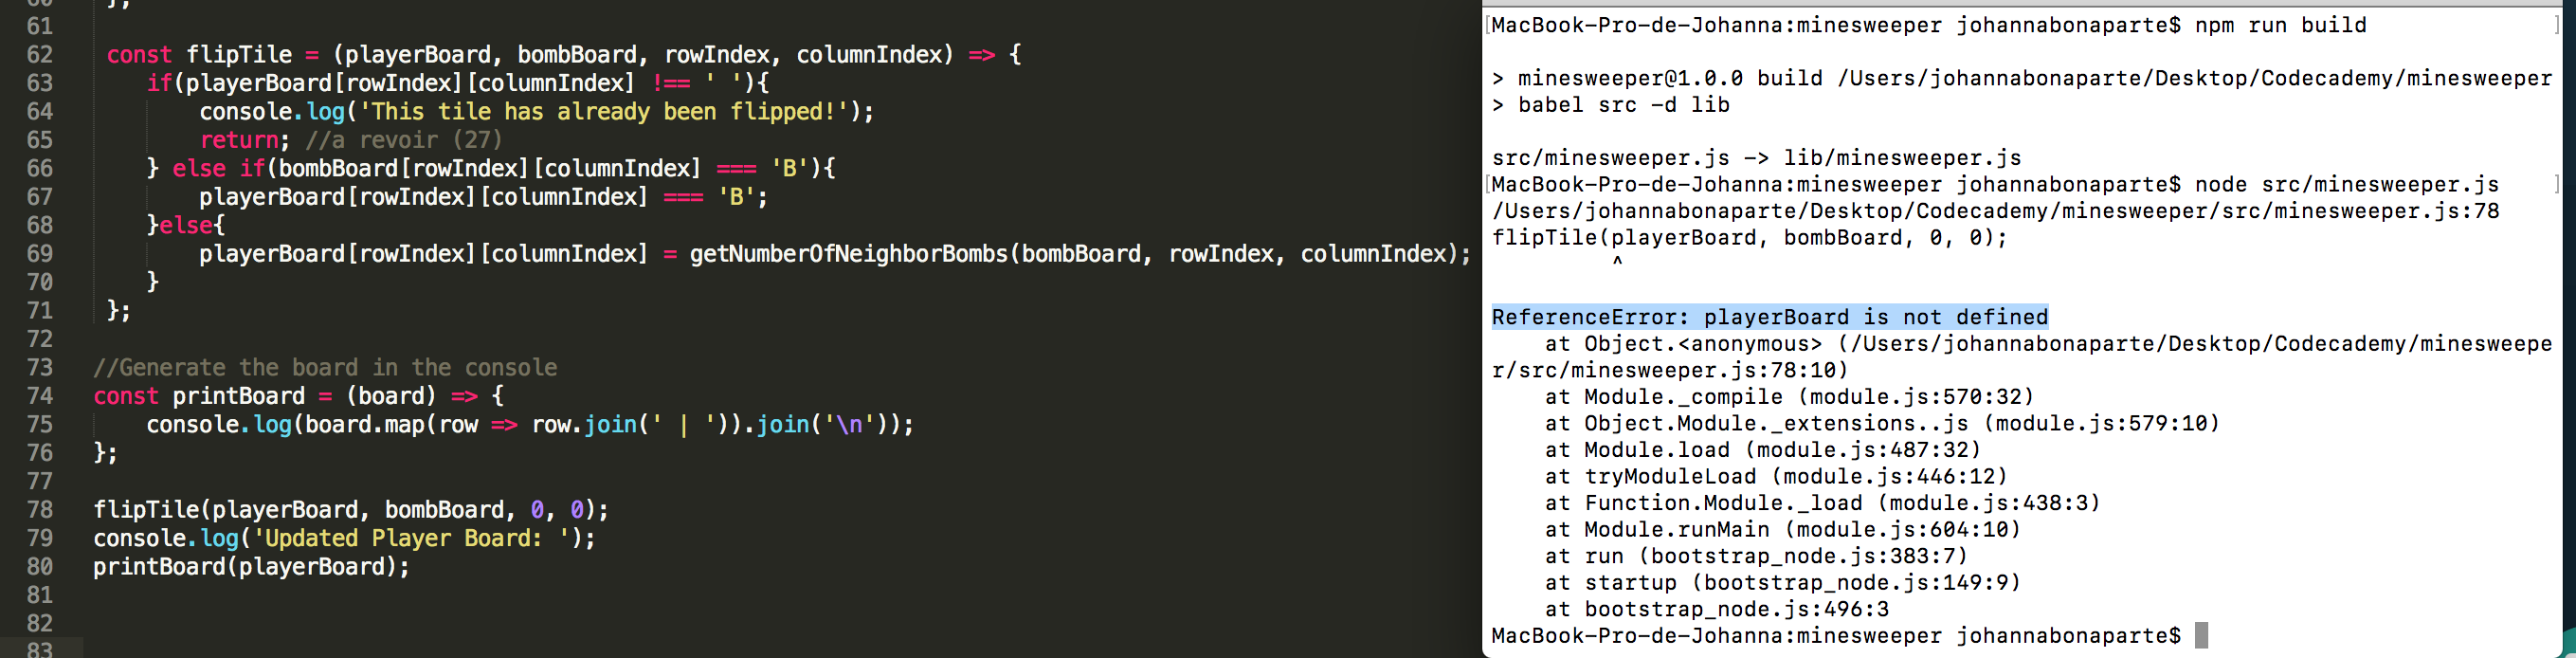 60 };
61
62 const flipTile = (playerBoard, bombBoard, rowIndex, columnIndex) => {
63 if(playerBoard[rowIndex][columnIndex] !== ' '){
64 console.log('This tile has already been flipped!');
65 return; //a revoir (27)
66 } else if(bombBoard[rowIndex][columnIndex] === 'B'){
67 playerBoard[rowIndex][columnIndex] === 'B';
68 }else{
69 playerBoard[rowIndex][columnIndex] = getNumberOfNeighborBombs(bombBoard, rowIndex, columnIndex);
70 }
71 };
72
73 //Generate the board in the console
74 const printBoard = (board) => {
75 console.log(board.map(row => row.join(' | ')).join('\n'));
76 };
77
78 flipTile(playerBoard, bombBoard, 0, 0);
79 console.log('Updated Player Board: ');
80 printBoard(playerBoard);
81
82
83
[MacBook-Pro-de-Johanna:minesweeper johannabonaparte$ npm run build ]
> minesweeper@1.0.0 build /Users/johannabonaparte/Desktop/Codecademy/minesweeper
> babel src -d lib
src/minesweeper.js -> lib/minesweeper.js
[MacBook-Pro-de-Johanna:minesweeper johannabonaparte$ node src/minesweeper.js ]
/Users/johannabonaparte/Desktop/Codecademy/minesweeper/src/minesweeper.js:78
flipTile(playerBoard, bombBoard, 0, 0);
^
ReferenceError: playerBoard is not defined
at Object.<anonymous> (/Users/johannabonaparte/Desktop/Codecademy/minesweepe
r/src/minesweeper.js:78:10)
at Module._compile (module.js:570:32)
at Object.Module._extensions..js (module.js:579:10)
at Module.load (module.js:487:32)
at tryModuleLoad (module.js:446:12)
at Function.Module._load (module.js:438:3)
at Module.runMain (module.js:604:10)
at run (bootstrap_node.js:383:7)
at startup (bootstrap_node.js:149:9)
at bootstrap_node.js:496:3
MacBook-Pro-de-Johanna:minesweeper johannabonaparte$